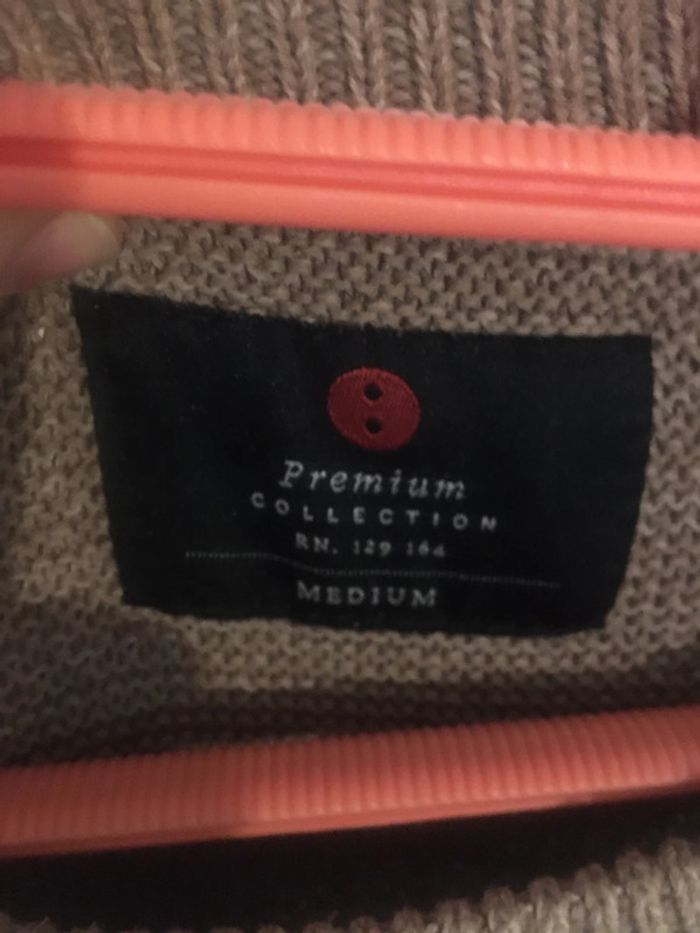 Premium
COLLECTION
RN. 129 164
MEDIUM